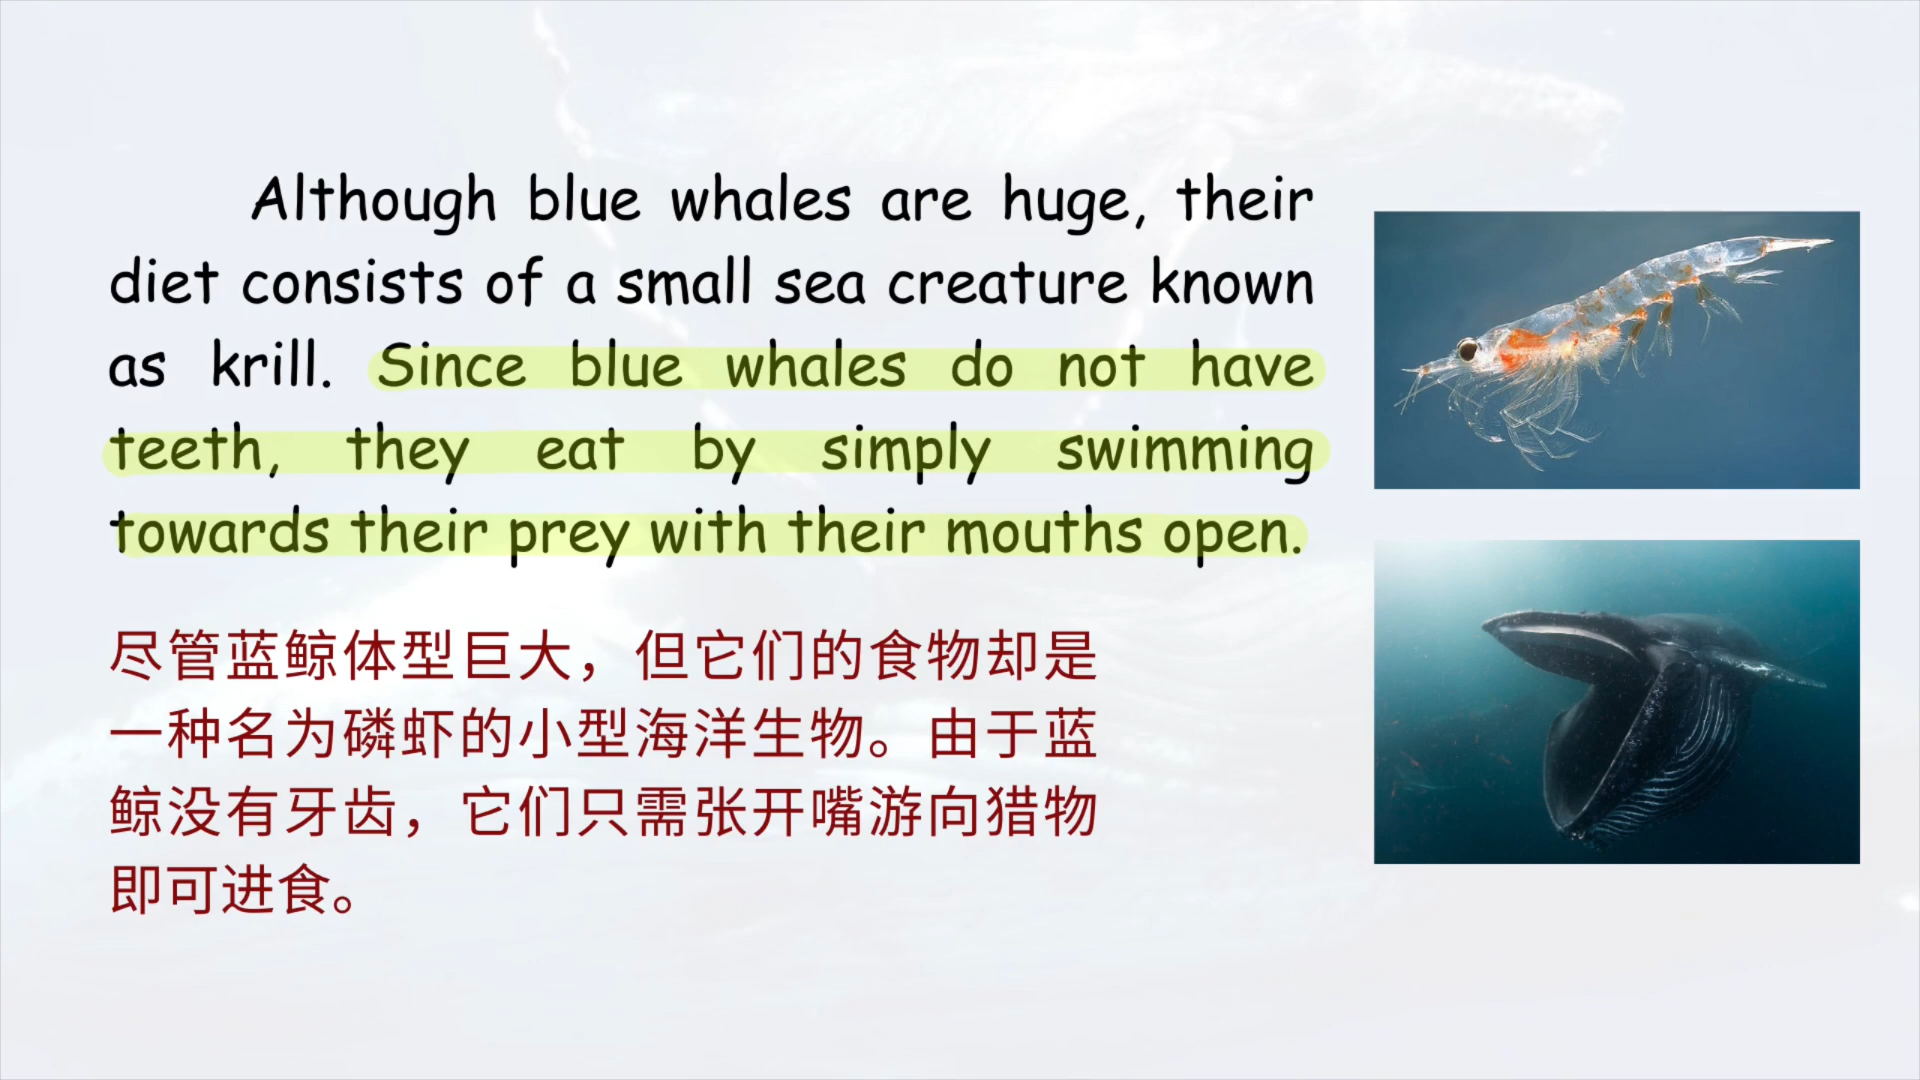 Although blue whales are huge, their
diet consists of a small sea creature known
as krill. Since blue whales do not have
teeth, they eat by simply swimming
towards their prey with their mouths open.
尽管蓝鲸体型巨大，但它们的食物却是
一种名为磷虾的小型海洋生物。由于蓝
鲸没有牙齿，它们只需张开嘴游向猎物
即可进食。